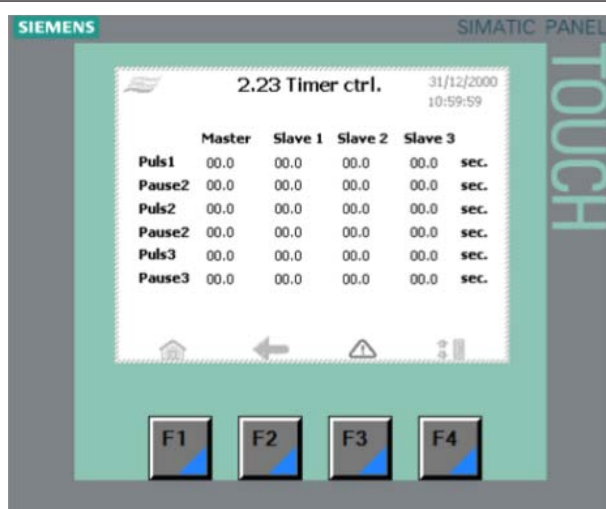 SIEMENS
SIMATIC PANEL
TOUCH
2.23 Timer ctrl.
31/12/2000
10:59:59
Master Slave 1 Slave 2 Slave 3
Puls1 00.0 00.0 00.0 00.0 sec.
Pause2 00.0 00.0 00.0 00.0 sec.
Puls2 00.0 00.0 00.0 00.0 sec.
Pause2 00.0 00.0 00.0 00.0 sec.
Puls3 00.0 00.0 00.0 00.0 sec.
Pause3 00.0 00.0 00.0 00.0 sec.
F1 F2 F3 F4